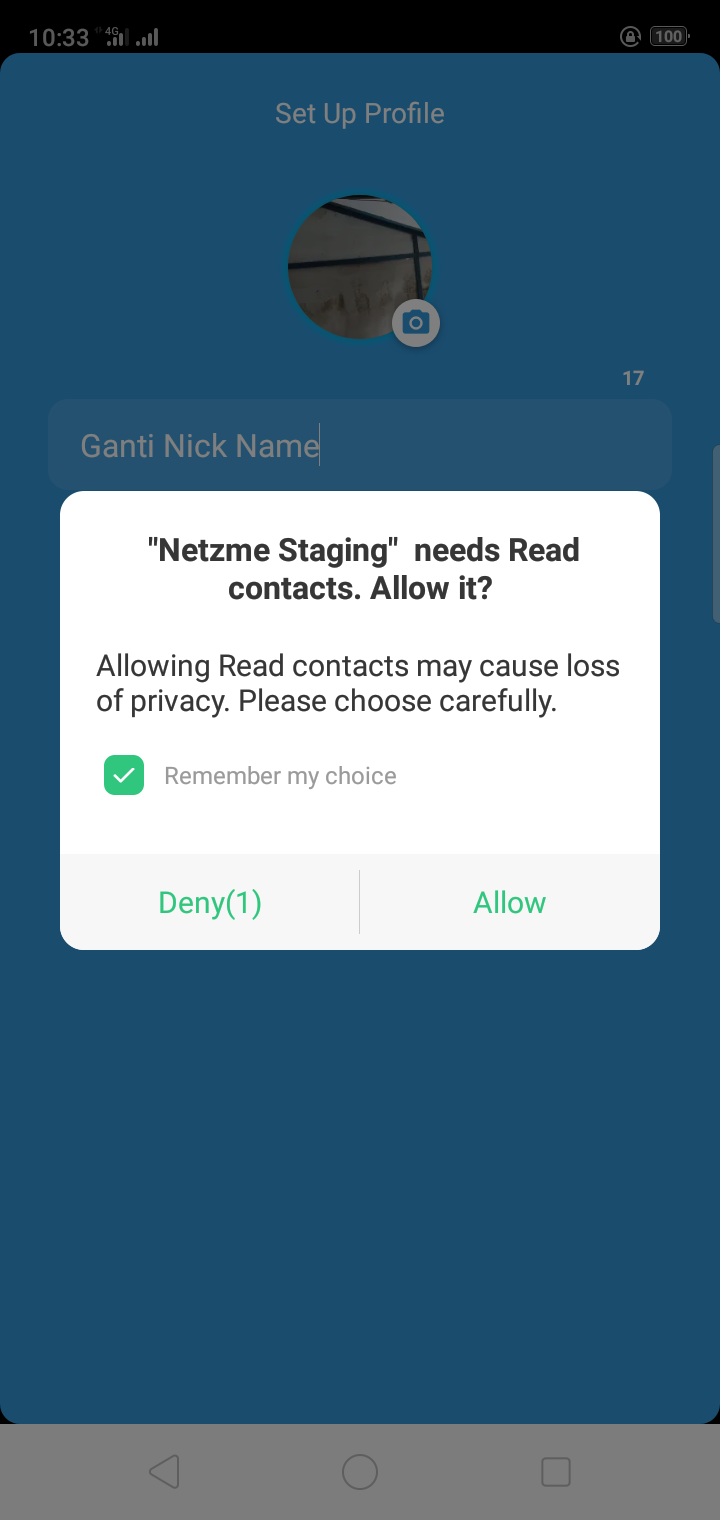 10:33 4G 100
Set Up Profile
17
Ganti Nick Name
"Netzme Staging"  needs Read
contacts. Allow it?
Allowing Read contacts may cause loss
of privacy. Please choose carefully.
Remember my choice
Deny(1) Allow